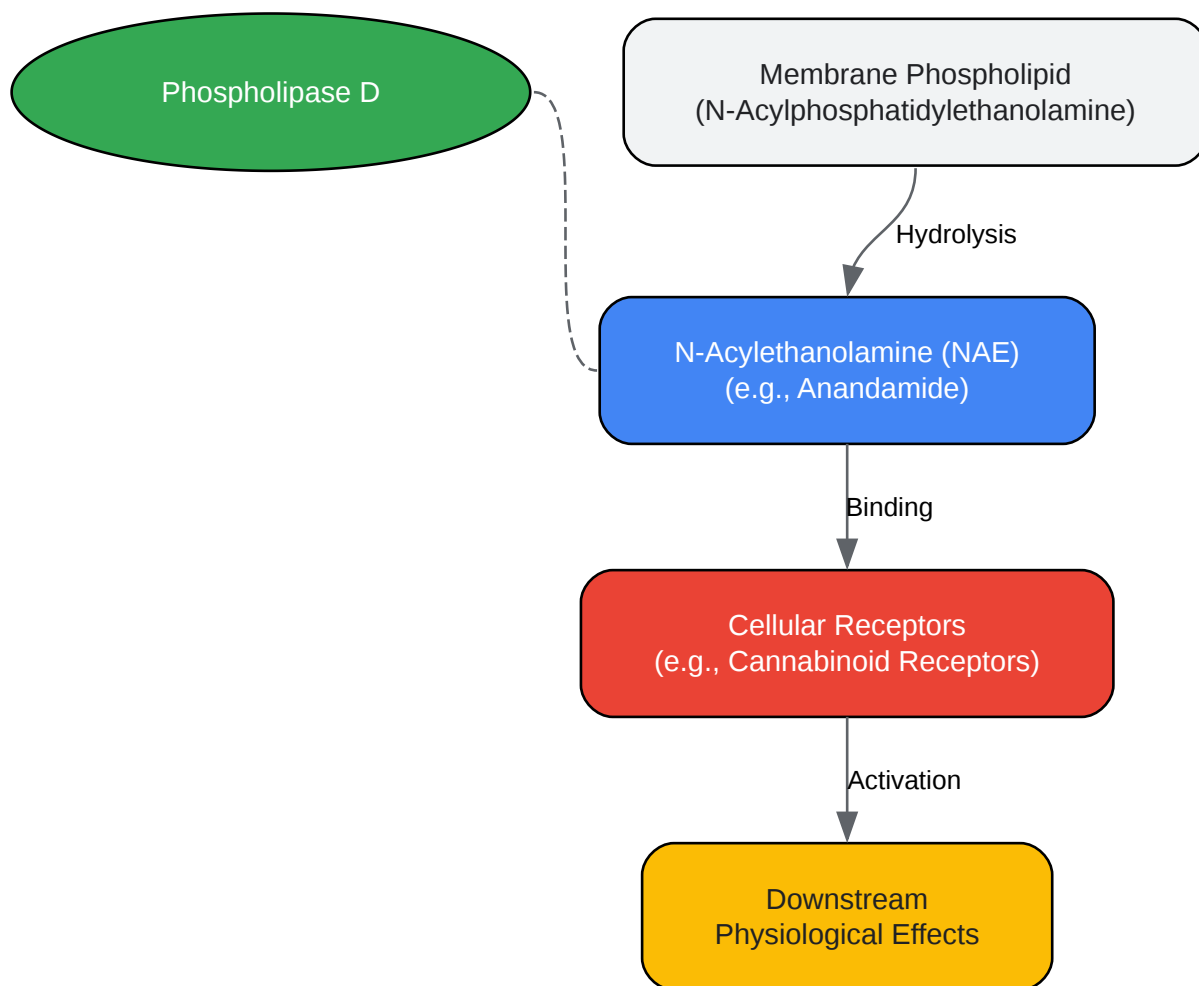 Phospholipase D
Membrane Phospholipid
(N-Acylphosphatidylethanolamine)
Hydrolysis
N-Acylethanolamine (NAE)
(e.g., Anandamide)
Binding
Cellular Receptors
(e.g., Cannabinoid Receptors)
Activation
Downstream
Physiological Effects